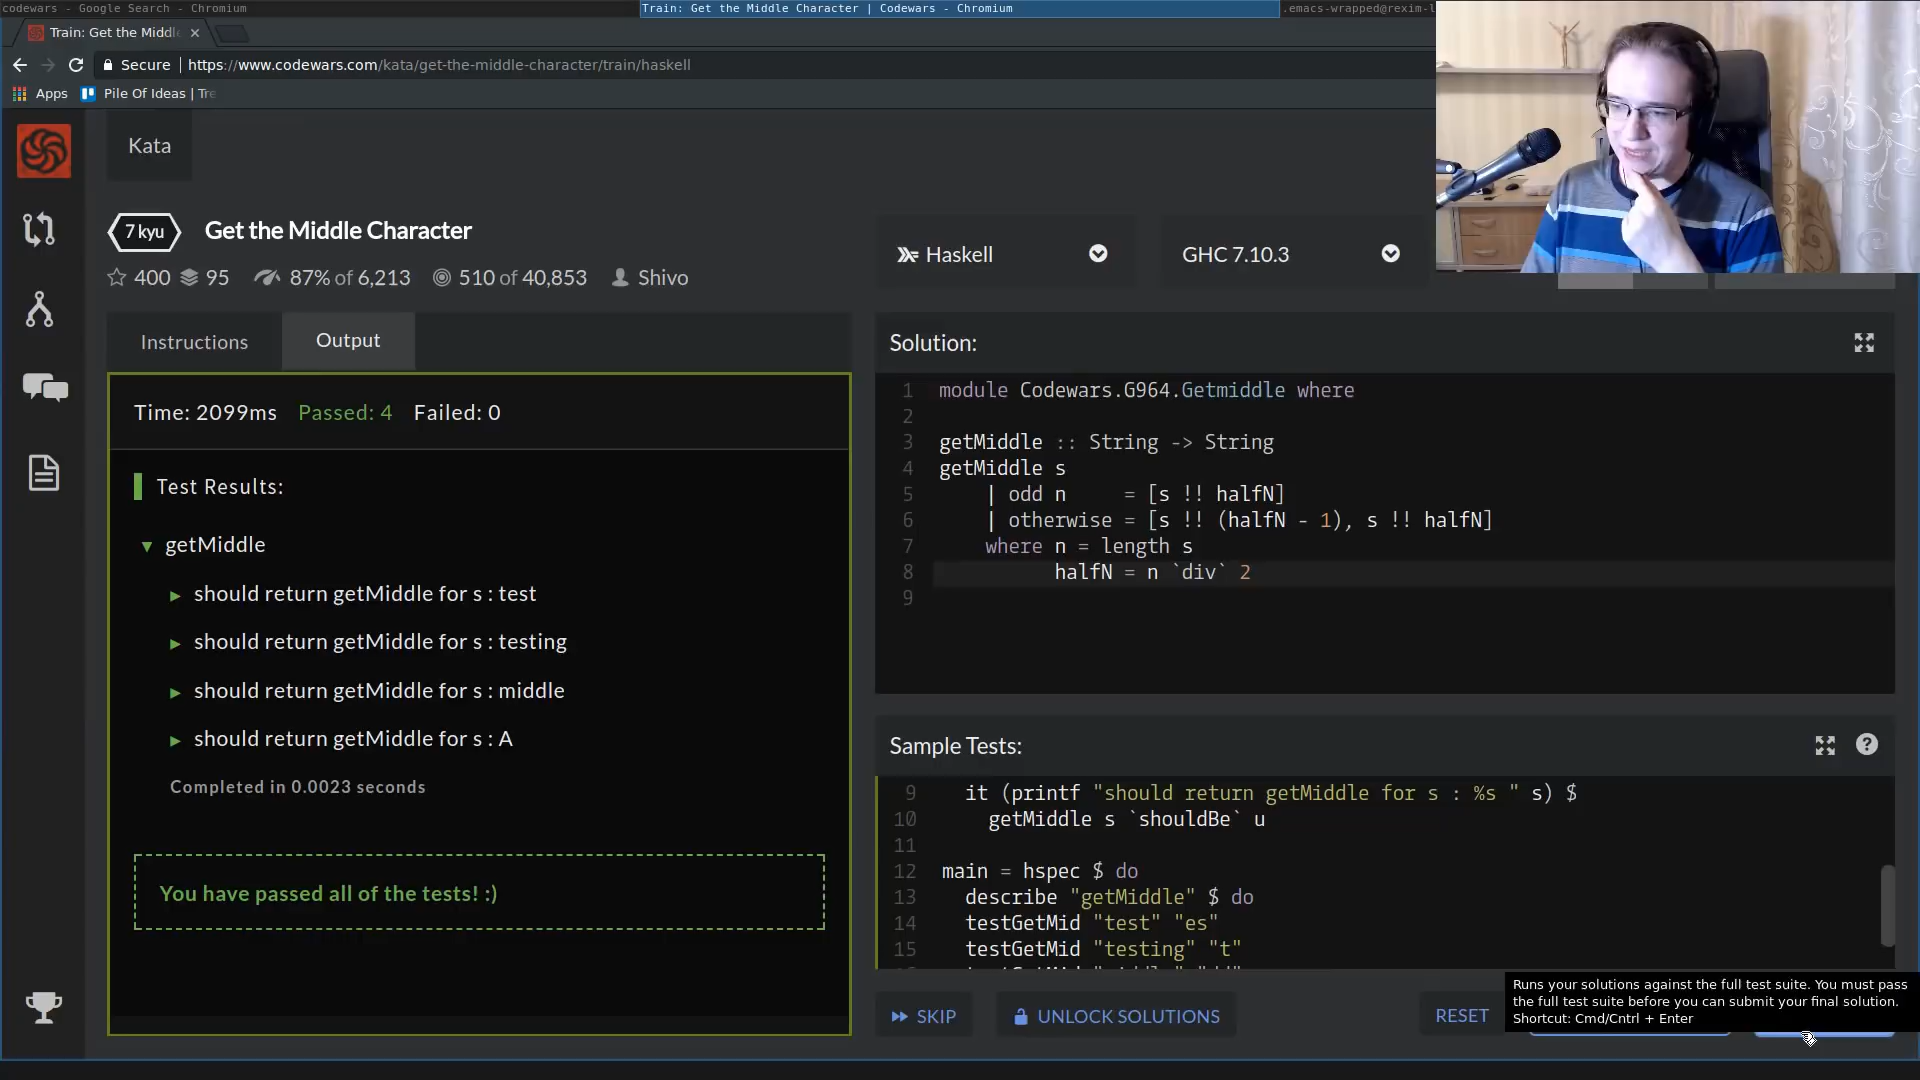 codewars - Google Search - Chromium
Train: Get the Middle Character | Codewars - Chromium
.emacs-wrapped@rexim-l
Train: Get the Middl
Secure
https://www.codewars.com/kata/get-the-middle-character/train/haskell
Apps
Pile Of Ideas | Tre
Kata
7 kyu
Get the Middle Character
Haskell
GHC 7.10.3
400
95
87% of 6,213
510 of 40,853
Shivo
Instructions
Output
Time: 2099ms Passed: 4 Failed: 0
Test Results:
getMiddle
should return getMiddle for s : test
should return getMiddle for s : testing
should return getMiddle for s : middle
should return getMiddle for s : A
Completed in 0.0023 seconds
You have passed all of the tests! :)
Solution:
1 module Codewars.G964.Getmiddle where
2
3 getMiddle :: String -> String
4 getMiddle s
5 | odd n = [s !! halfN]
6 | otherwise = [s !! (halfN - 1), s !! halfN]
7 where n = length s
8 halfN = n `div` 2
9
Sample Tests:
9 it (printf "should return getMiddle for s : %s " s) $
10 getMiddle s `shouldBe` u
11
12 main = hspec $ do
13 describe "getMiddle" $ do
14 testGetMid "test" "es"
15 testGetMid "testing" "t"
SKIP
UNLOCK SOLUTIONS
RESET
Runs your solutions against the full test suite. You must pass
the full test suite before you can submit your final solution.
Shortcut: Cmd/Cntrl + Enter